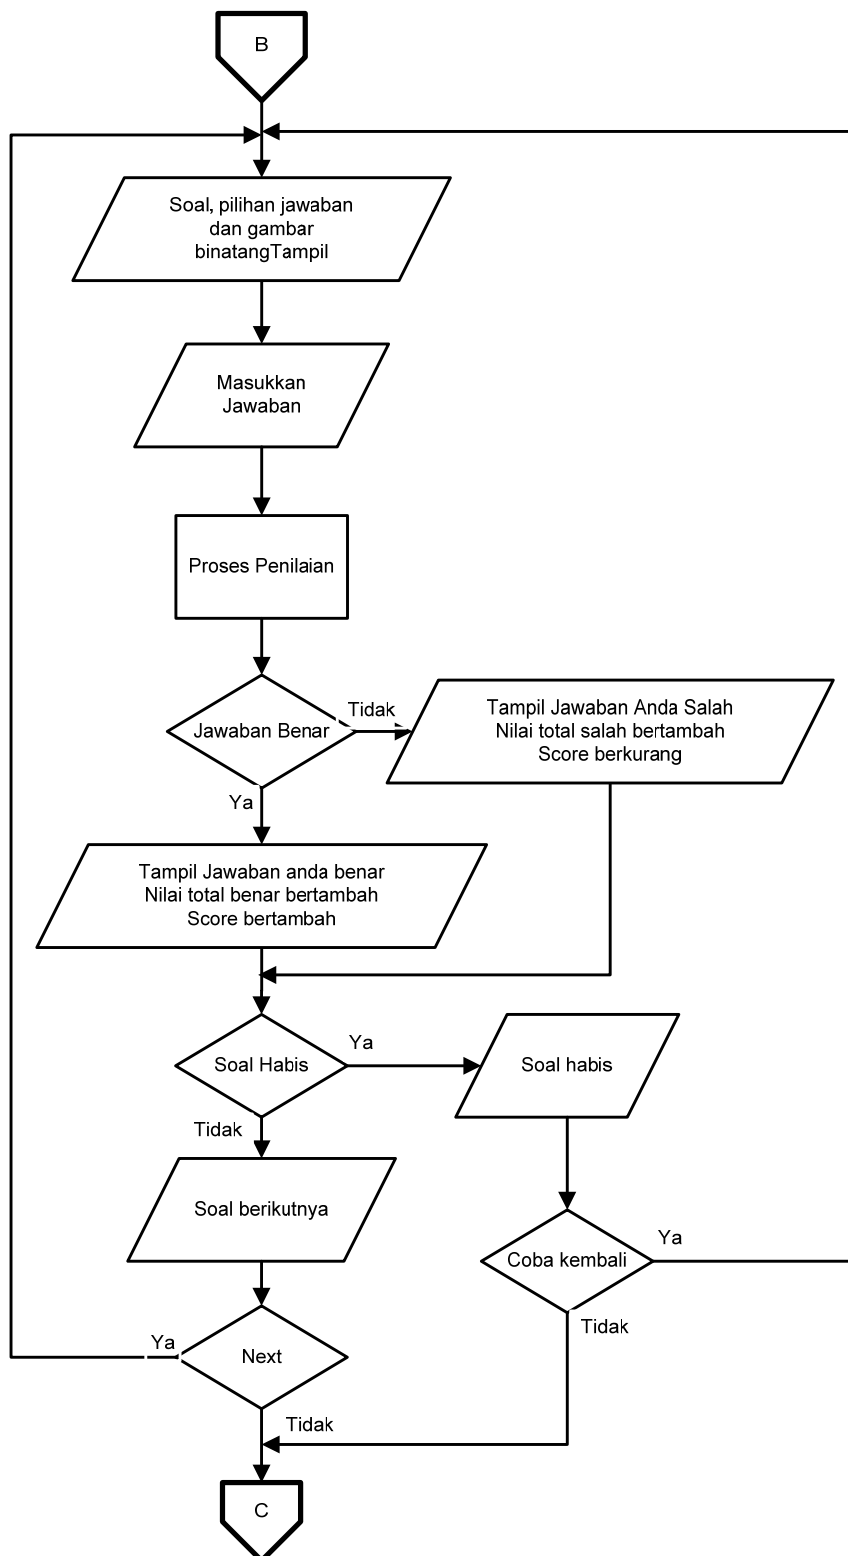 B
Soal, pilihan jawaban
dan gambar
binatangTampil
Masukkan
Jawaban
Proses Penilaian
Jawaban Benar
Tidak
Tampil Jawaban Anda Salah
Nilai total salah bertambah
Score berkurang
Ya
Tampil Jawaban anda benar
Nilai total benar bertambah
Score bertambah
Soal Habis
Ya
Soal habis
Tidak
Soal berikutnya
Coba kembali
Ya
Tidak
Next
Ya
Tidak
C